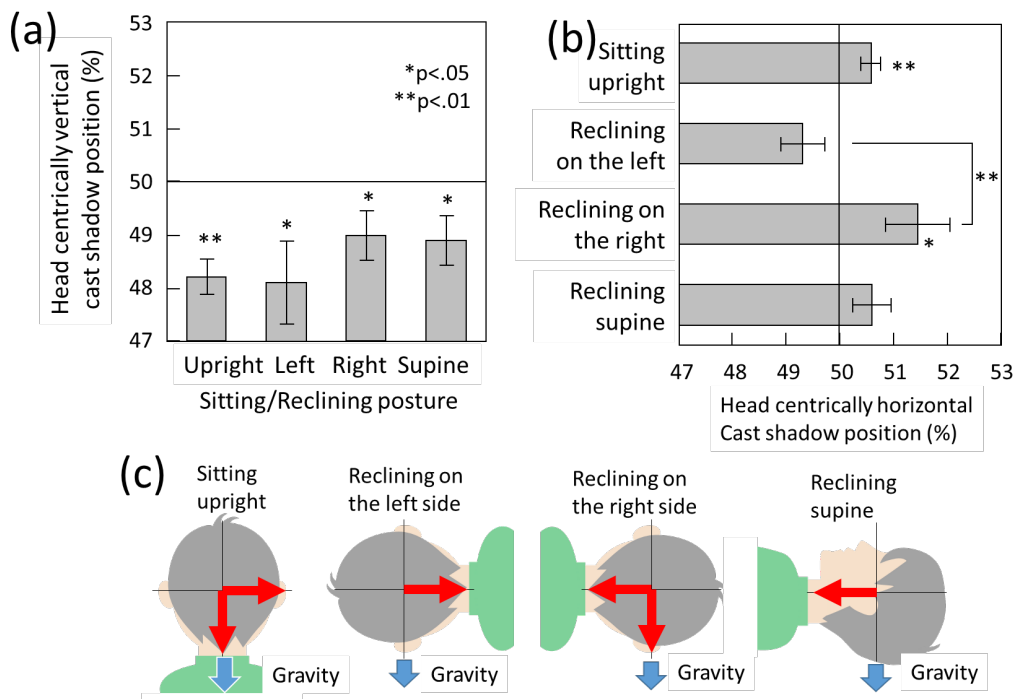 (a)
Head centrically vertical
cast shadow position (%)
53
52
51
50
49
48
47
*p<.05
**p<.01
**
*
*
*
Upright Left Right Supine
Sitting/Reclining posture
(b)
Sitting
upright
**
Reclining
on the left
**
Reclining on
the right
*
Reclining
supine
47 48 49 50 51 52 53
Head centrically horizontal
Cast shadow position (%)
(c)
Sitting
upright
Reclining on
the left side
Reclining on
the right side
Reclining
supine
Gravity
Gravity
Gravity
Gravity